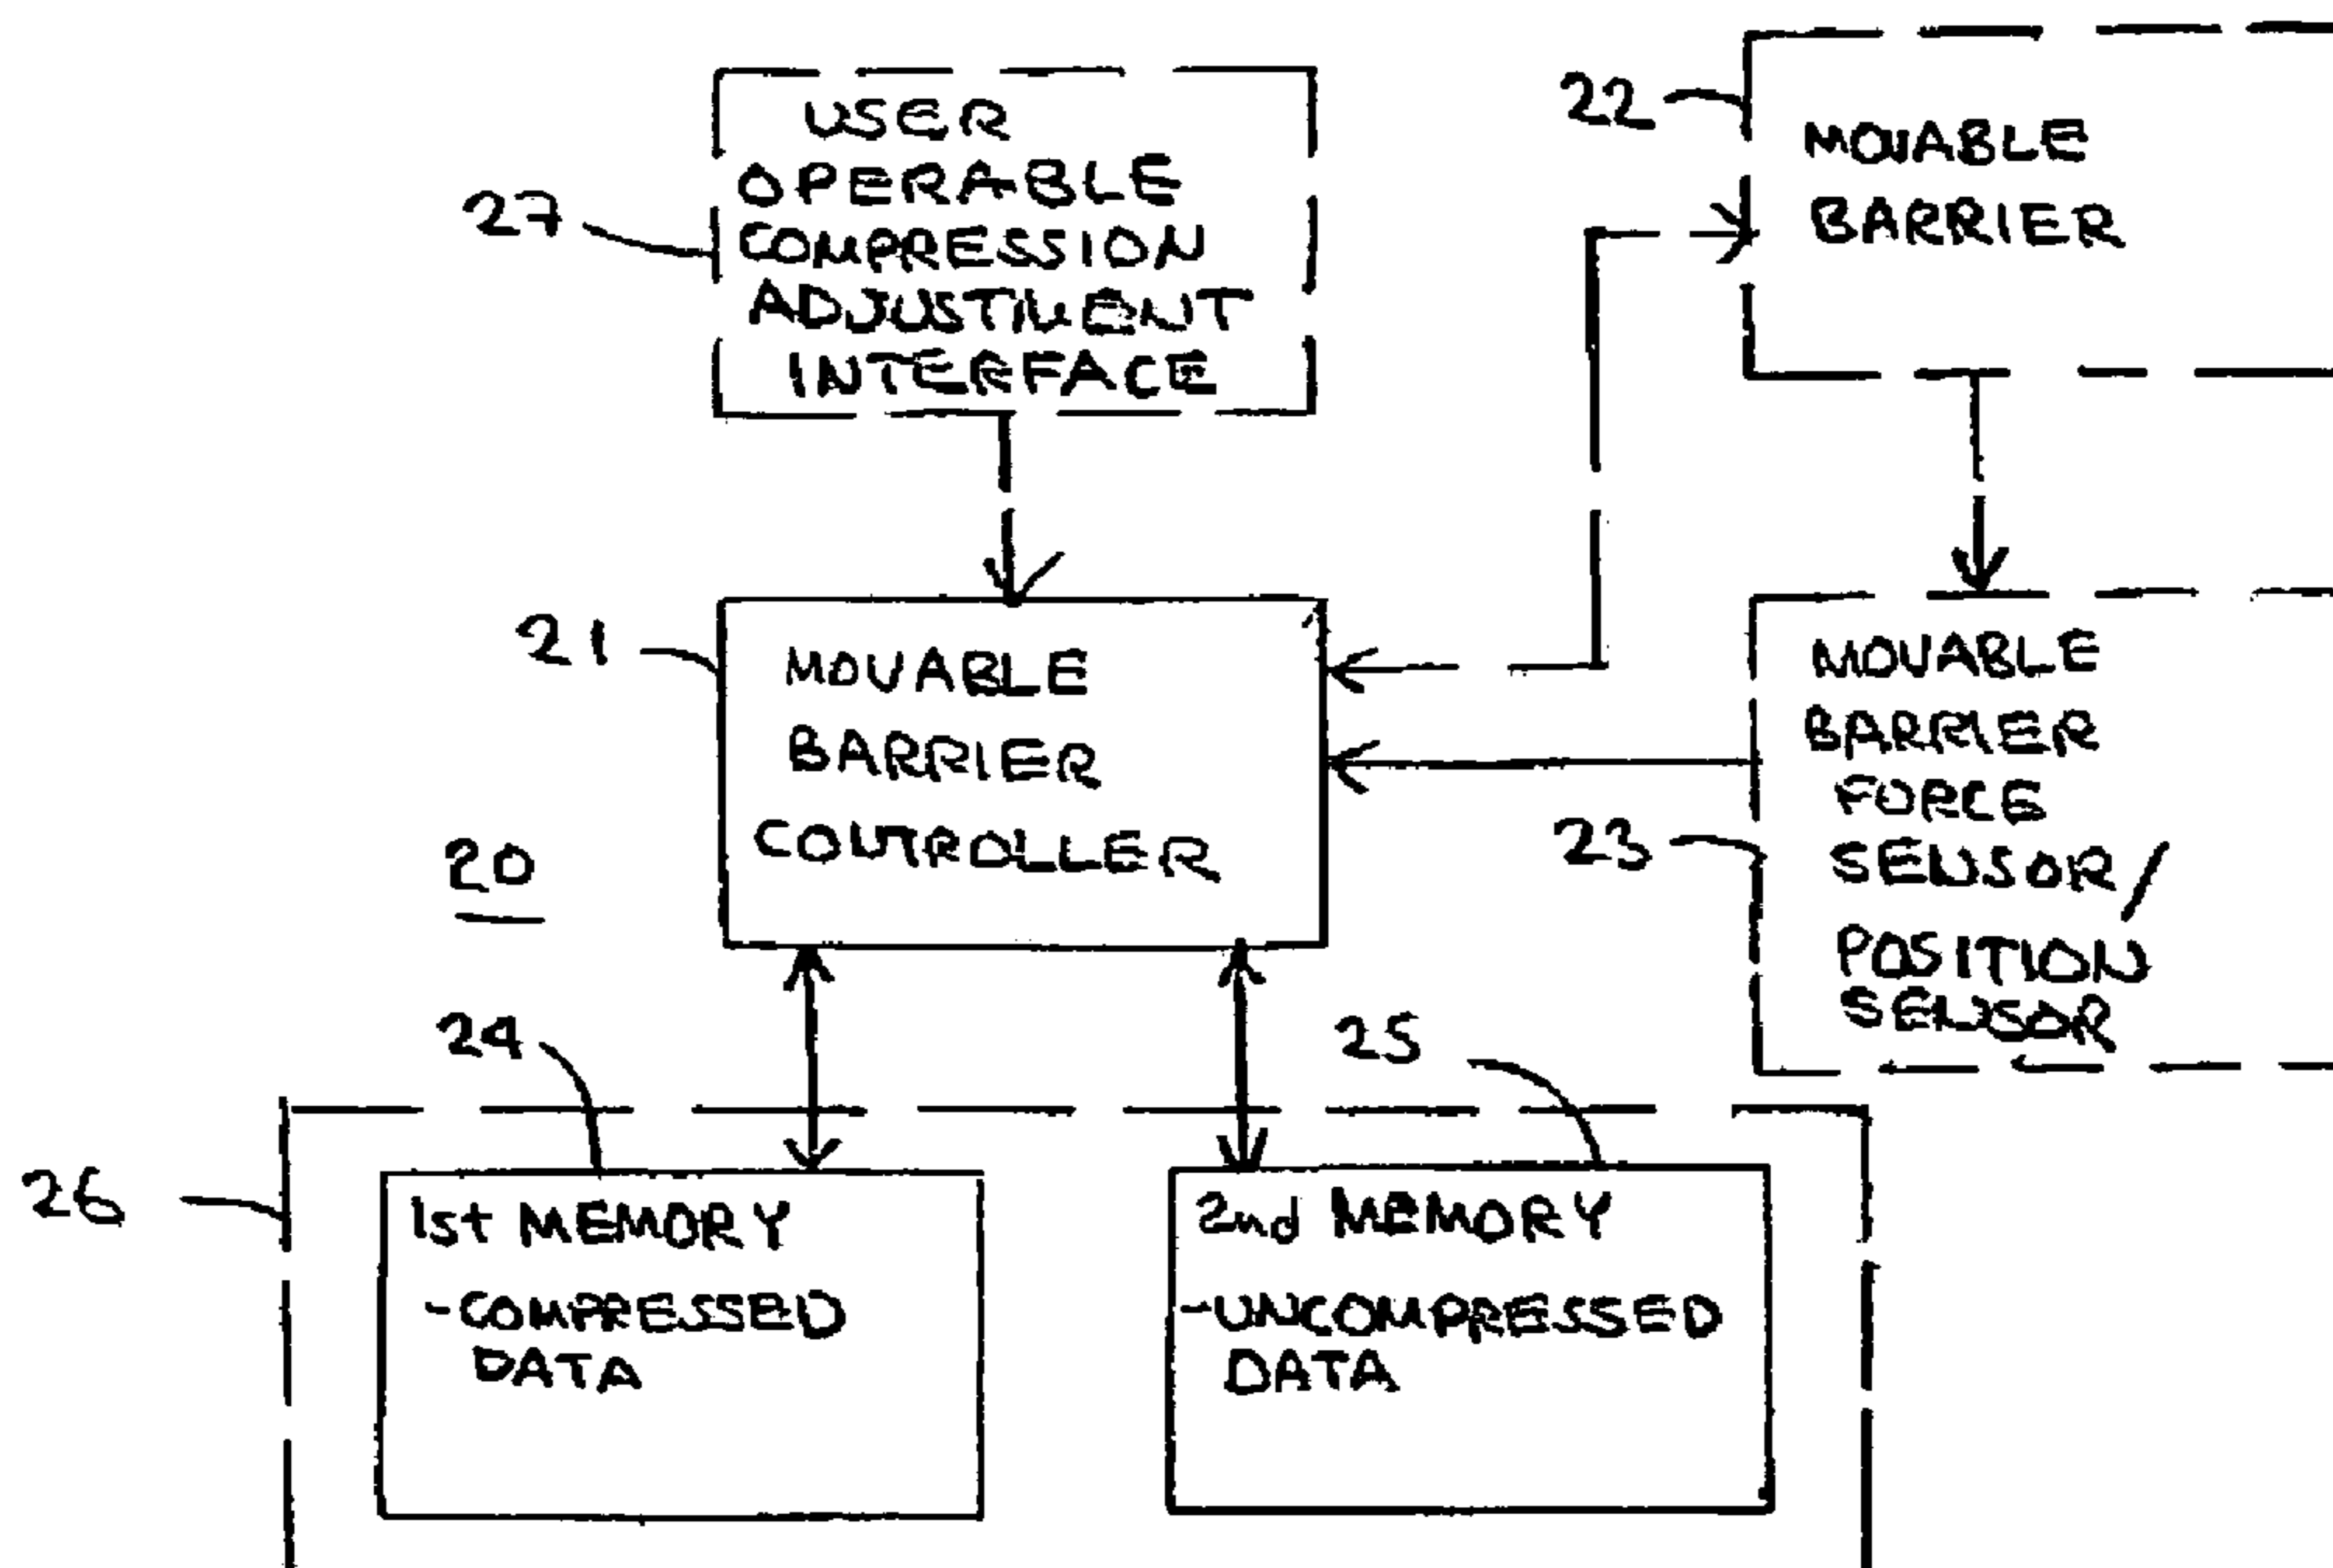 USER
OPERABLE
COMPRESSION
ADJUSTMENT
INTERFACE
27
22
MOVABLE
BARRIER
21
MOVABLE
BARRIER
CONTROLLER
20
23
MOVABLE
BARRIER
FORCE
SENSOR/
POSITION
SENSOR
24
25
26
1st MEMORY
-COMPRESSED
DATA
2nd MEMORY
-UNCOMPRESSED
DATA